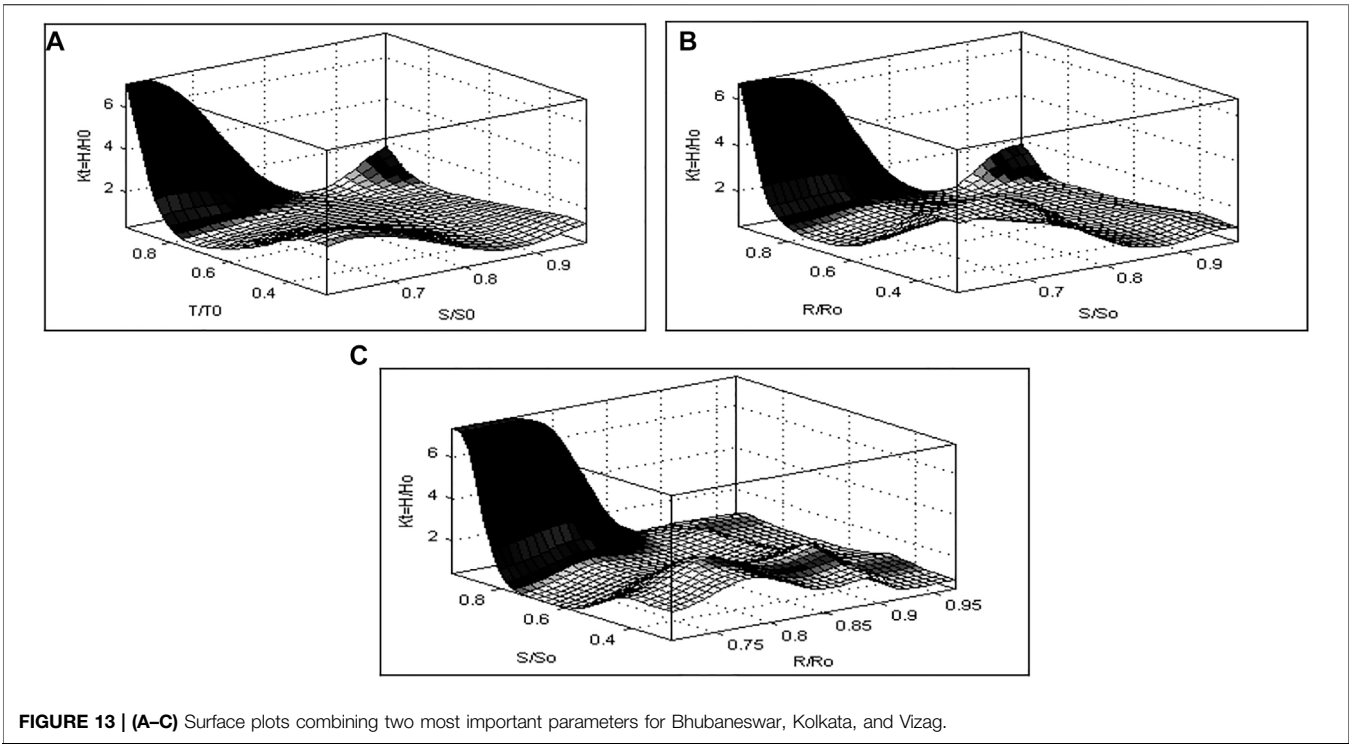 A
6
4
2
Kt=H/H0
0.8
0.6
0.4
T/T0
0.7
0.8
0.9
S/S0
B
6
4
2
Kt=H/Ho
0.8
0.6
0.4
R/Ro
0.7
0.8
0.9
S/So
C
6
4
2
Kt=H/Ho
0.8
0.6
0.4
S/So
0.75
0.8
0.85
0.9
0.95
R/Ro
FIGURE 13 | (A–C) Surface plots combining two most important parameters for Bhubaneswar, Kolkata, and Vizag.